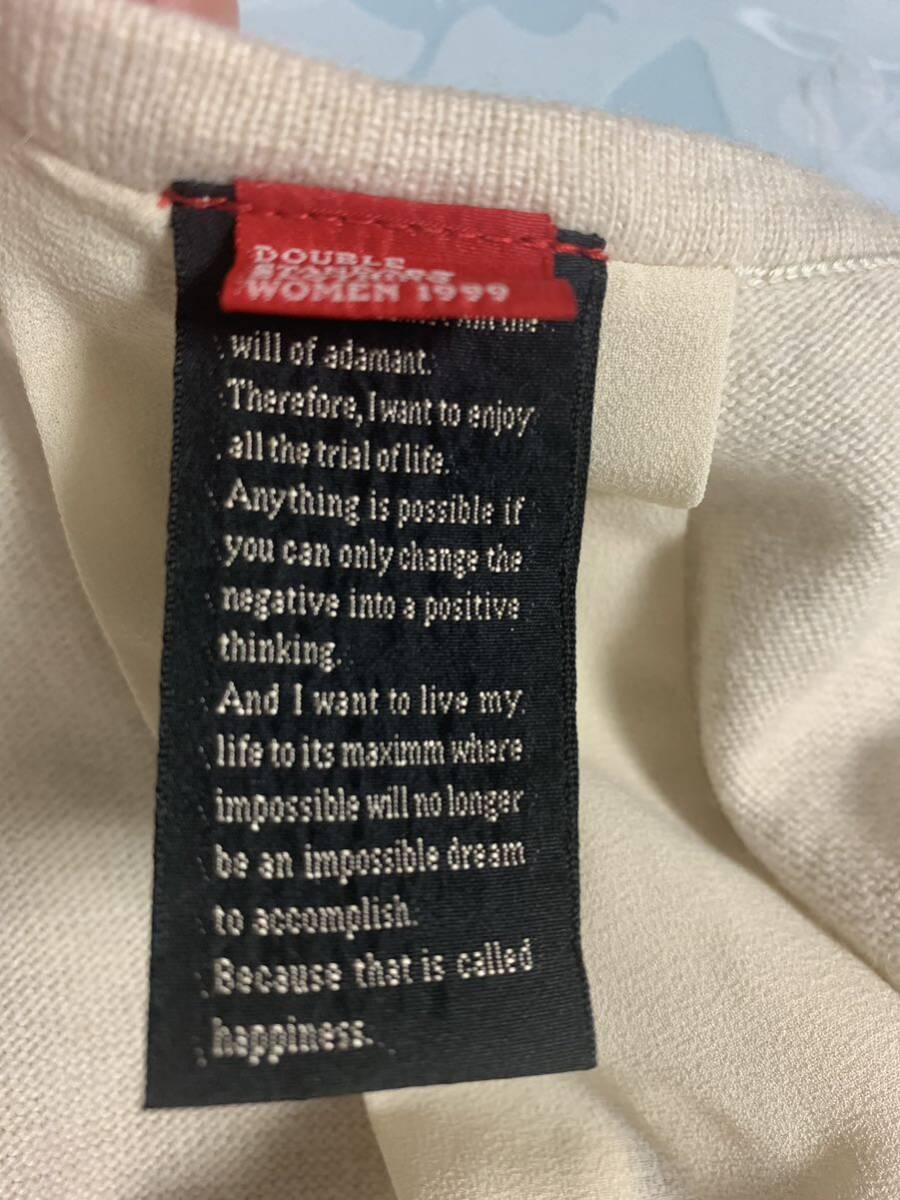 DOUBLE
STANDARD
WOMEN 1999
the
will of adamant.
Therefore, I want to enjoy
all the trial of life.
Anything is possible if
you can only change the
negative into a positive
thinking.
And I want to live my
life to its maximm where
impossible will no longer
be an impossible dream
to accomplish.
Because that is called
happiness.